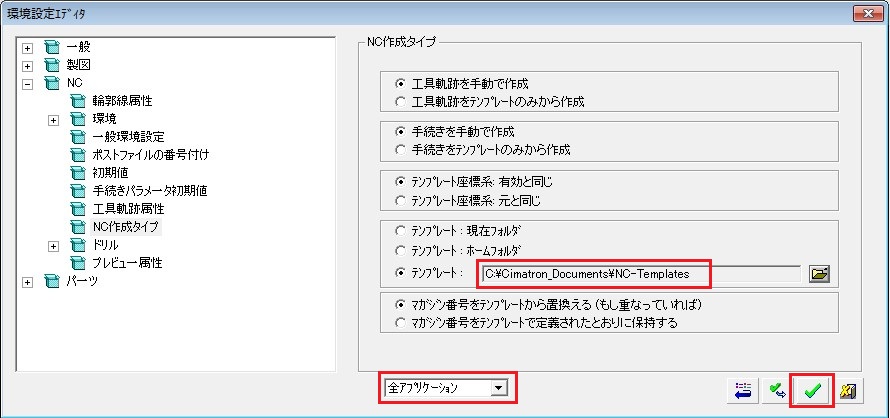 環境設定ｴﾃﾞｨﾀ
一般
製図
NC
輪郭線属性
環境
一般環境設定
ポストファイルの番号付け
初期値
手続きパラメータ初期値
工具軌跡属性
NC作成タイプ
ドリル
プレビュー属性
パーツ
NC作成タイプ
工具軌跡を手動で作成
工具軌跡をテンプレートのみから作成
手続きを手動で作成
手続きをテンプレートのみから作成
テンプレート座標系: 有効と同じ
テンプレート座標系: 元と同じ
テンプレート : 現在フォルダ
テンプレート : ホームフォルダ
テンプレート : C:¥Cimatron_Documents¥NC-Templates
マガジン番号をテンプレートから置換える (もし重なっていれば)
マガジン番号をテンプレートで定義されたとおりに保持する
全アプリケーション